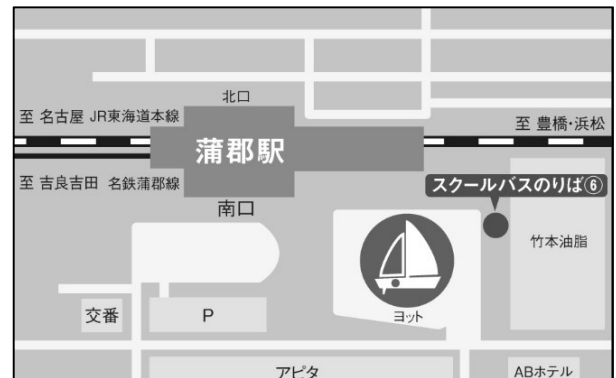 北口
至 名古屋 JR東海道本線
至 豊橋・浜松
蒲郡駅
至 吉良吉田 名鉄蒲郡線
スクールバスのりば⑥
南口
竹本油脂
交番
P
ヨット
アピタ
ABホテル